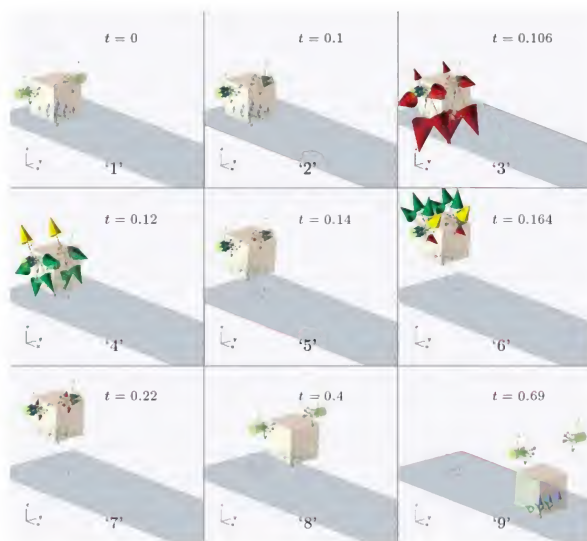 t = 0
'1'
t = 0.1
'2'
t = 0.106
'3'
t = 0.12
'4'
t = 0.14
'5'
t = 0.164
'6'
t = 0.22
'7'
t = 0.4
'8'
t = 0.69
'9'